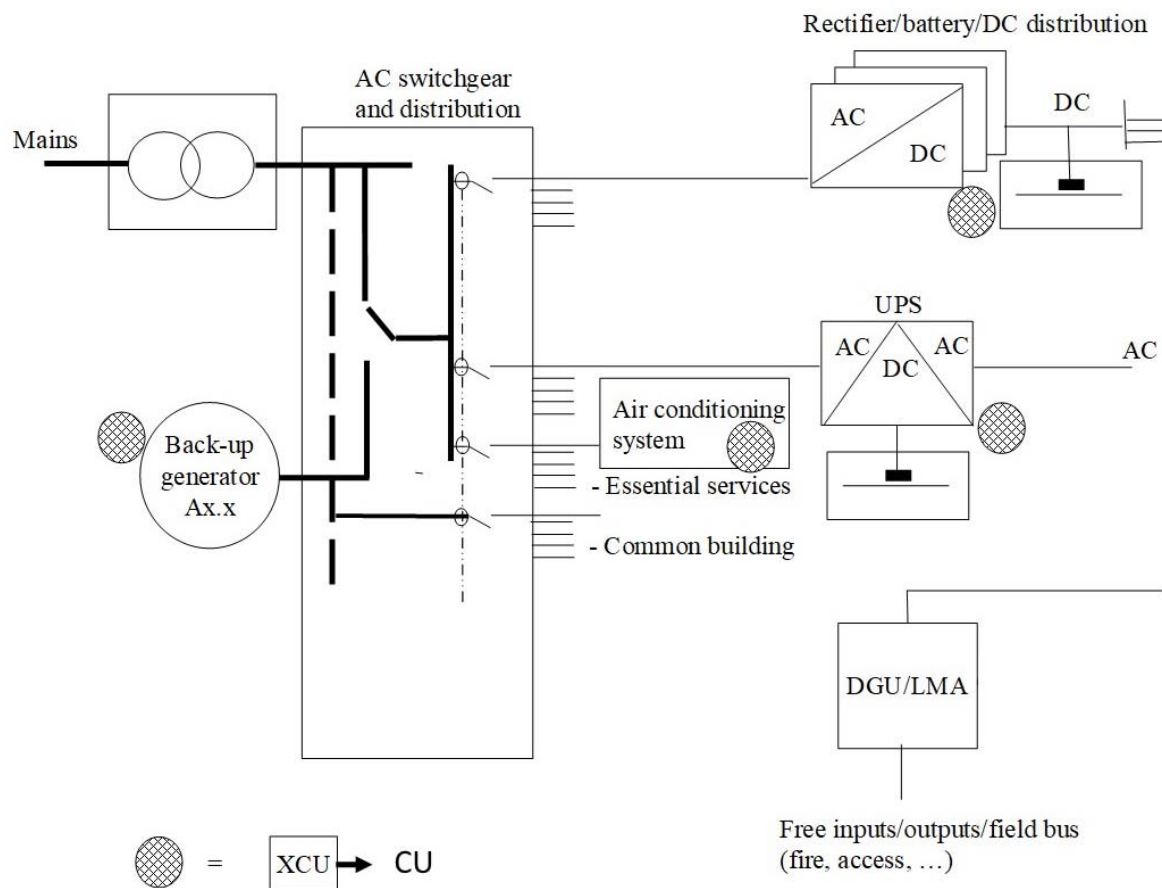 Rectifier/battery/DC distribution
AC switchgear
and distribution
Mains
AC
DC
DC
UPS
AC
DC
AC
AC
Air conditioning
system
Back-up
generator
Ax.x
- Essential services
- Common building
DGU/LMA
Free inputs/outputs/field bus
(fire, access, …)
=
XCU
CU